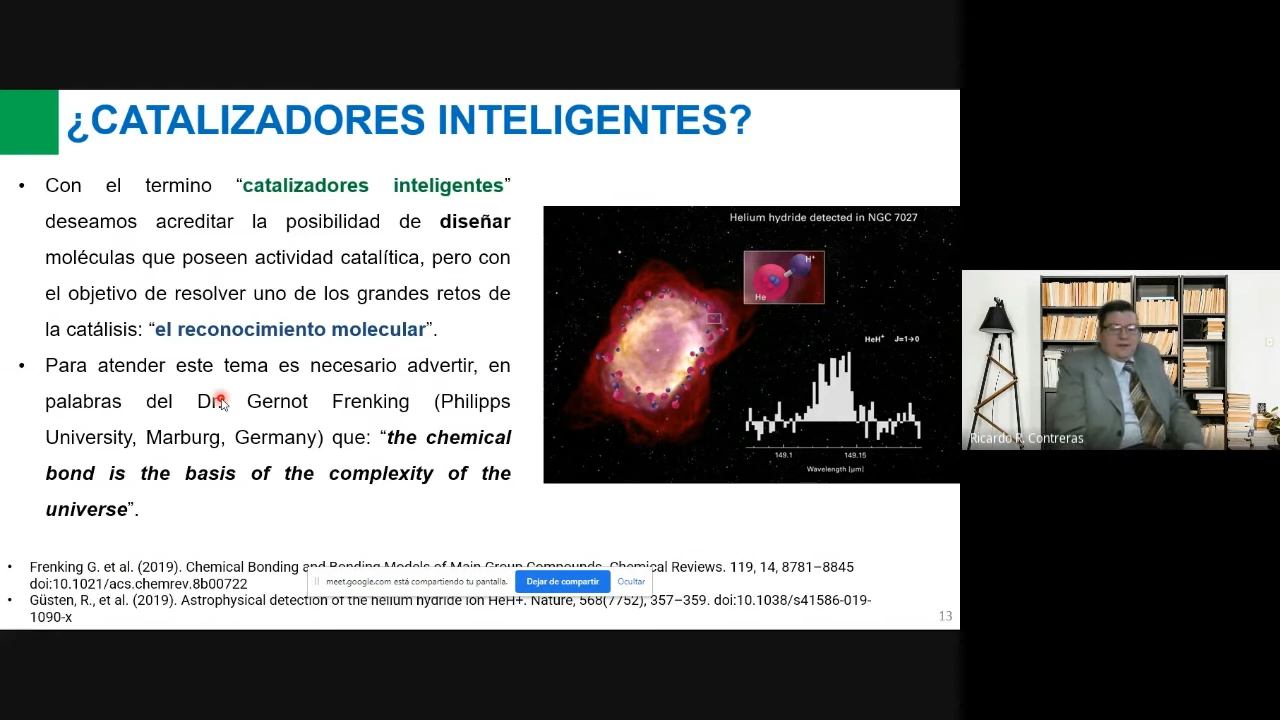 ¿CATALIZADORES INTELIGENTES?
• Con el termino “catalizadores inteligentes”
deseamos acreditar la posibilidad de diseñar
moléculas que poseen actividad catalítica, pero con
el objetivo de resolver uno de los grandes retos de
la catálisis: “el reconocimiento molecular”.
• Para atender este tema es necesario advertir, en
palabras del Dr. Gernot Frenking (Philipps
University, Marburg, Germany) que: “the chemical
bond is the basis of the complexity of the
universe”.
Helium hydride detected in NGC 7027
H+
He
HeH+ J=1→0
149.1 149.15
Wavelength [μm]
Ricardo R. Contreras
• Frenking G. et al. (2019). Chemical Bonding and Bonding Models of Main Group Compounds. Chemical Reviews. 119, 14, 8781–8845
doi:10.1021/acs.chemrev.8b00722
meet.google.com está compartiendo tu pantalla. Dejar de compartir Ocultar
• Güsten, R., et al. (2019). Astrophysical detection of the helium hydride ion HeH+. Nature, 568(7752), 357–359. doi:10.1038/s41586-019-
1090-x
13